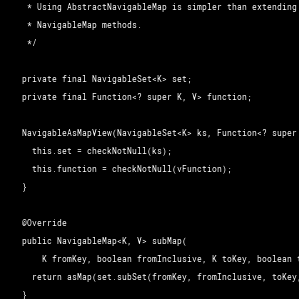 * Using AbstractNavigableMap is simpler than extending
* NavigableMap methods.
*/
private final NavigableSet<K> set;
private final Function<? super K, V> function;
NavigableAsMapView(NavigableSet<K> ks, Function<? super
this.set = checkNotNull(ks);
this.function = checkNotNull(vFunction);
}
@Override
public NavigableMap<K, V> subMap(
K fromKey, boolean fromInclusive, K toKey, boolean
return asMap(set.subSet(fromKey, fromInclusive, toKey,
}